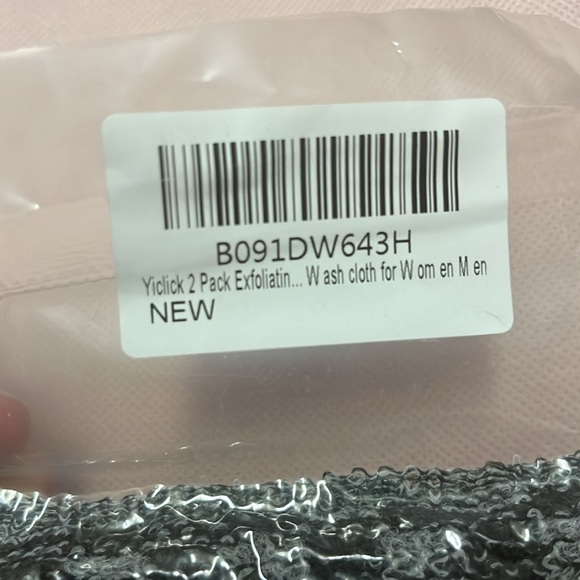 B091DW643H
Yiclick 2 Pack Exfoliatin... W ash cloth for W om en M en
NEW